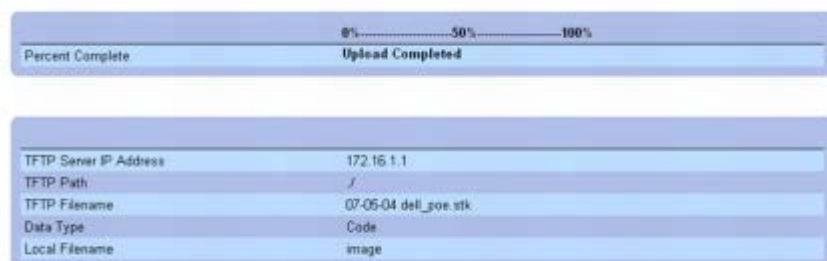 0%----------------------50%--------------------100%
Percent Complete Upload Completed
TFTP Server IP Address 172.16.1.1
TFTP Path ./
TFTP Filename 07-05-04 dell_poe.stk
Data Type Code
Local Filename image